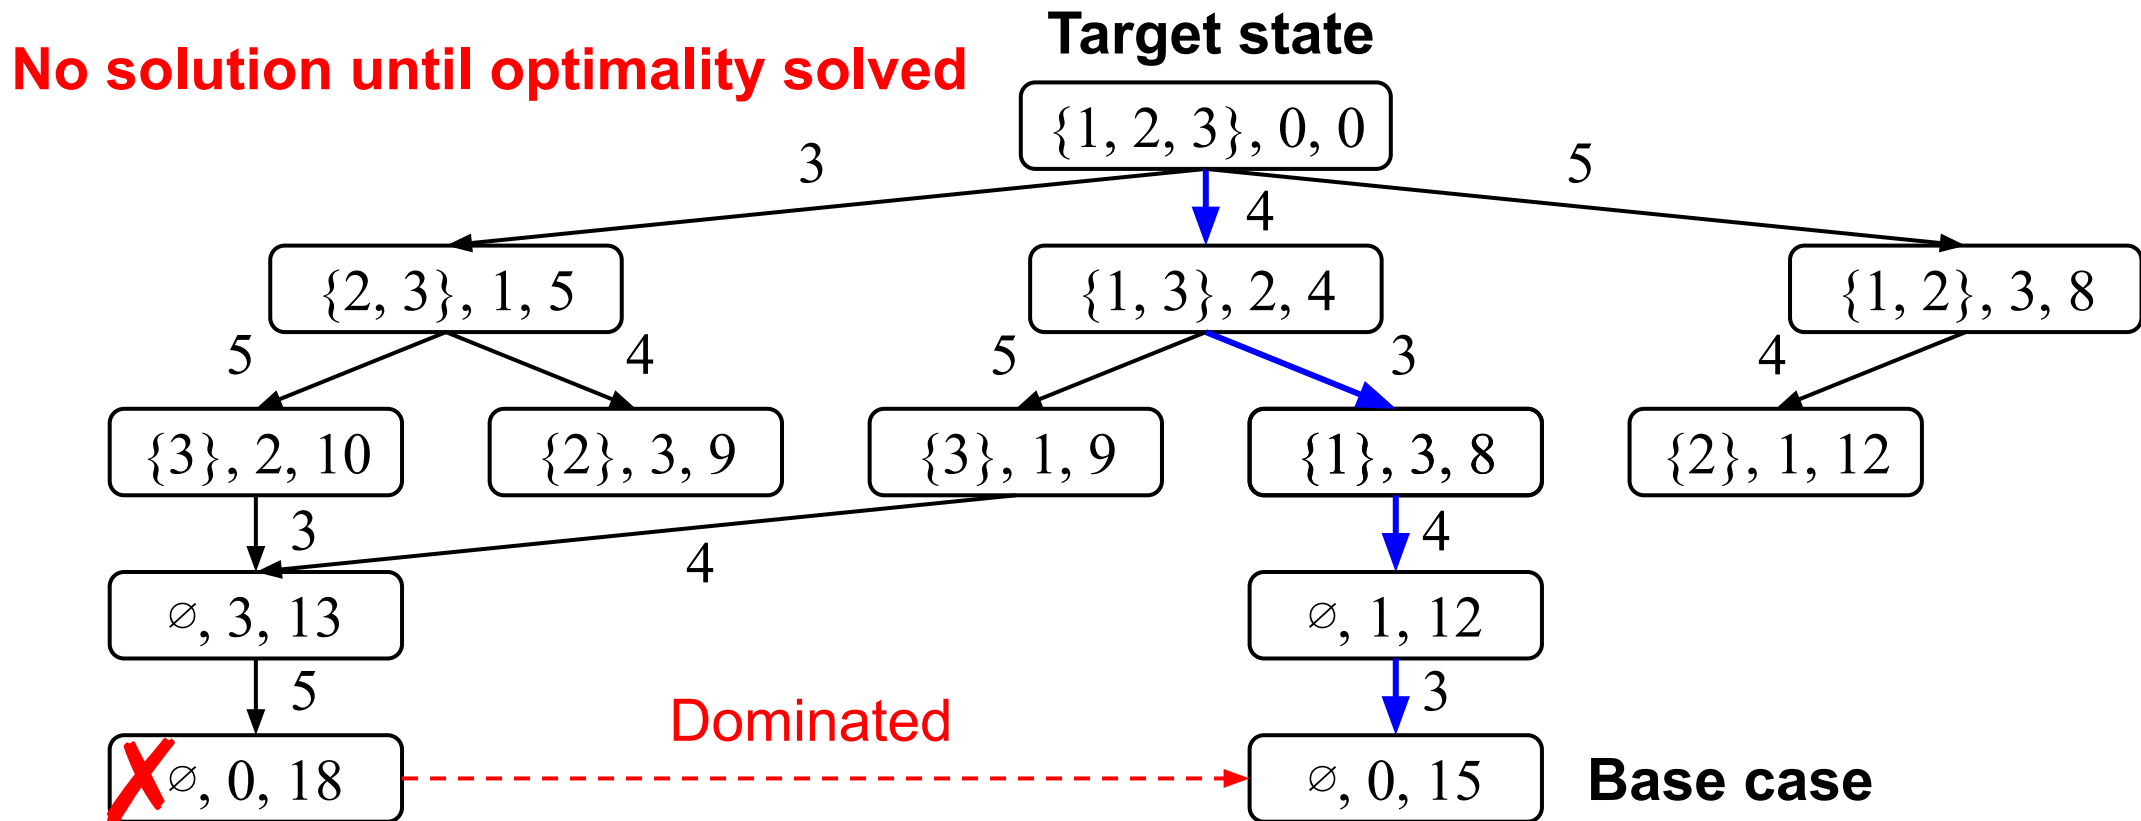 Target state
No solution until optimality solved
{1, 2, 3}, 0, 0
3
4
5
{2, 3}, 1, 5
{1, 3}, 2, 4
{1, 2}, 3, 8
5
4
5
3
4
{3}, 2, 10
{2}, 3, 9
{3}, 1, 9
{1}, 3, 8
{2}, 1, 12
3
4
4
∅, 3, 13
∅, 1, 12
5
3
Dominated
✗
∅, 0, 18
∅, 0, 15
Base case